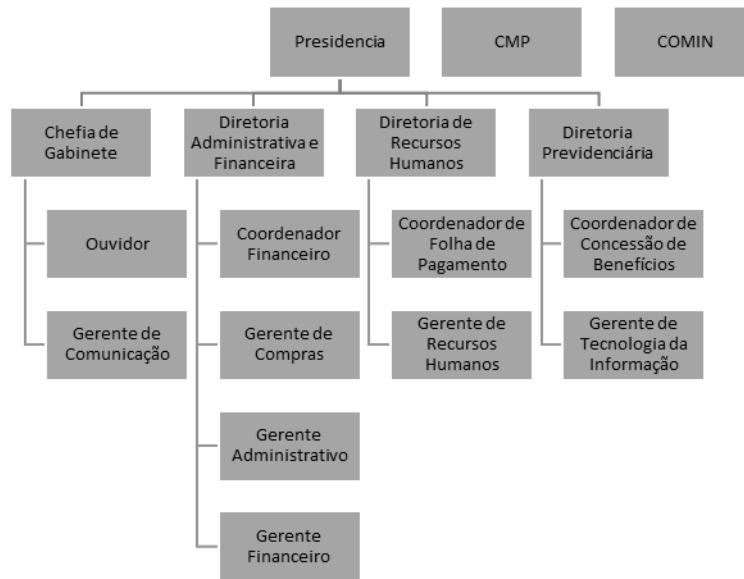 Presidencia
CMP
COMIN
Chefia de
Gabinete
Diretoria
Administrativa e
Financeira
Diretoria de
Recursos
Humanos
Diretoria
Previdenciária
Ouvidor
Coordenador
Financeiro
Coordenador de
Folha de
Pagamento
Coordenador de
Concessão de
Benefícios
Gerente de
Comunicação
Gerente de
Compras
Gerente de
Recursos
Humanos
Gerente de
Tecnologia da
Informação
Gerente
Administrativo
Gerente
Financeiro